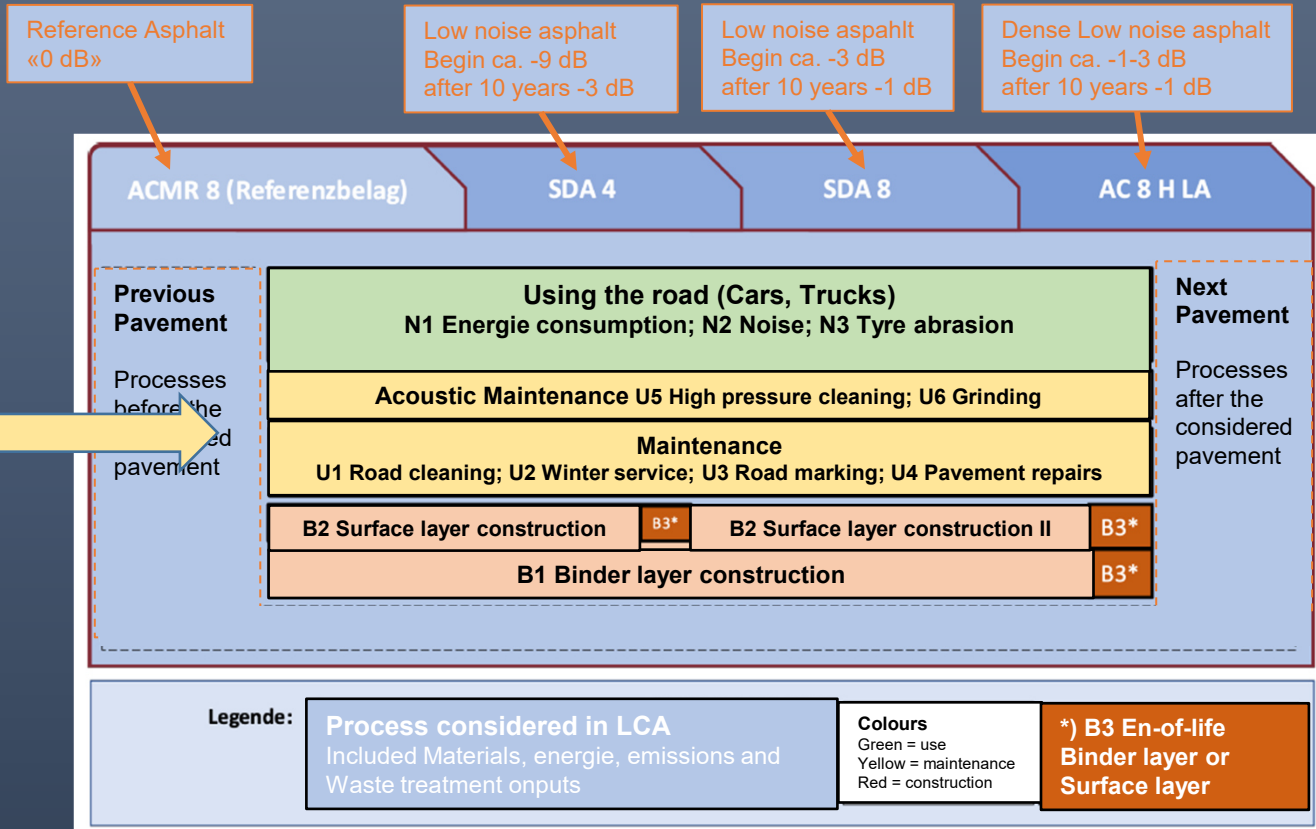 Reference Asphalt
«0 dB»
Low noise asphalt
Begin ca. -9 dB
after 10 years -3 dB
Low noise aspahlt
Begin ca. -3 dB
after 10 years -1 dB
Dense Low noise asphalt
Begin ca. -1-3 dB
after 10 years -1 dB
ACMR 8 (Referenzbelag)
SDA 4
SDA 8
AC 8 H LA
Previous
Pavement
Processes
before the
ed
pavement
Using the road (Cars, Trucks)
N1 Energie consumption; N2 Noise; N3 Tyre abrasion
Acoustic Maintenance U5 High pressure cleaning; U6 Grinding
Maintenance
U1 Road cleaning; U2 Winter service; U3 Road marking; U4 Pavement repairs
B2 Surface layer construction
B3*
B2 Surface layer construction II
B3*
B1 Binder layer construction
B3*
Next
Pavement
Processes
after the
considered
pavement
Legende:
Process considered in LCA
Included Materials, energie, emissions and
Waste treatment onputs
Colours
Green = use
Yellow = maintenance
Red = construction
*) B3 En-of-life
Binder layer or
Surface layer